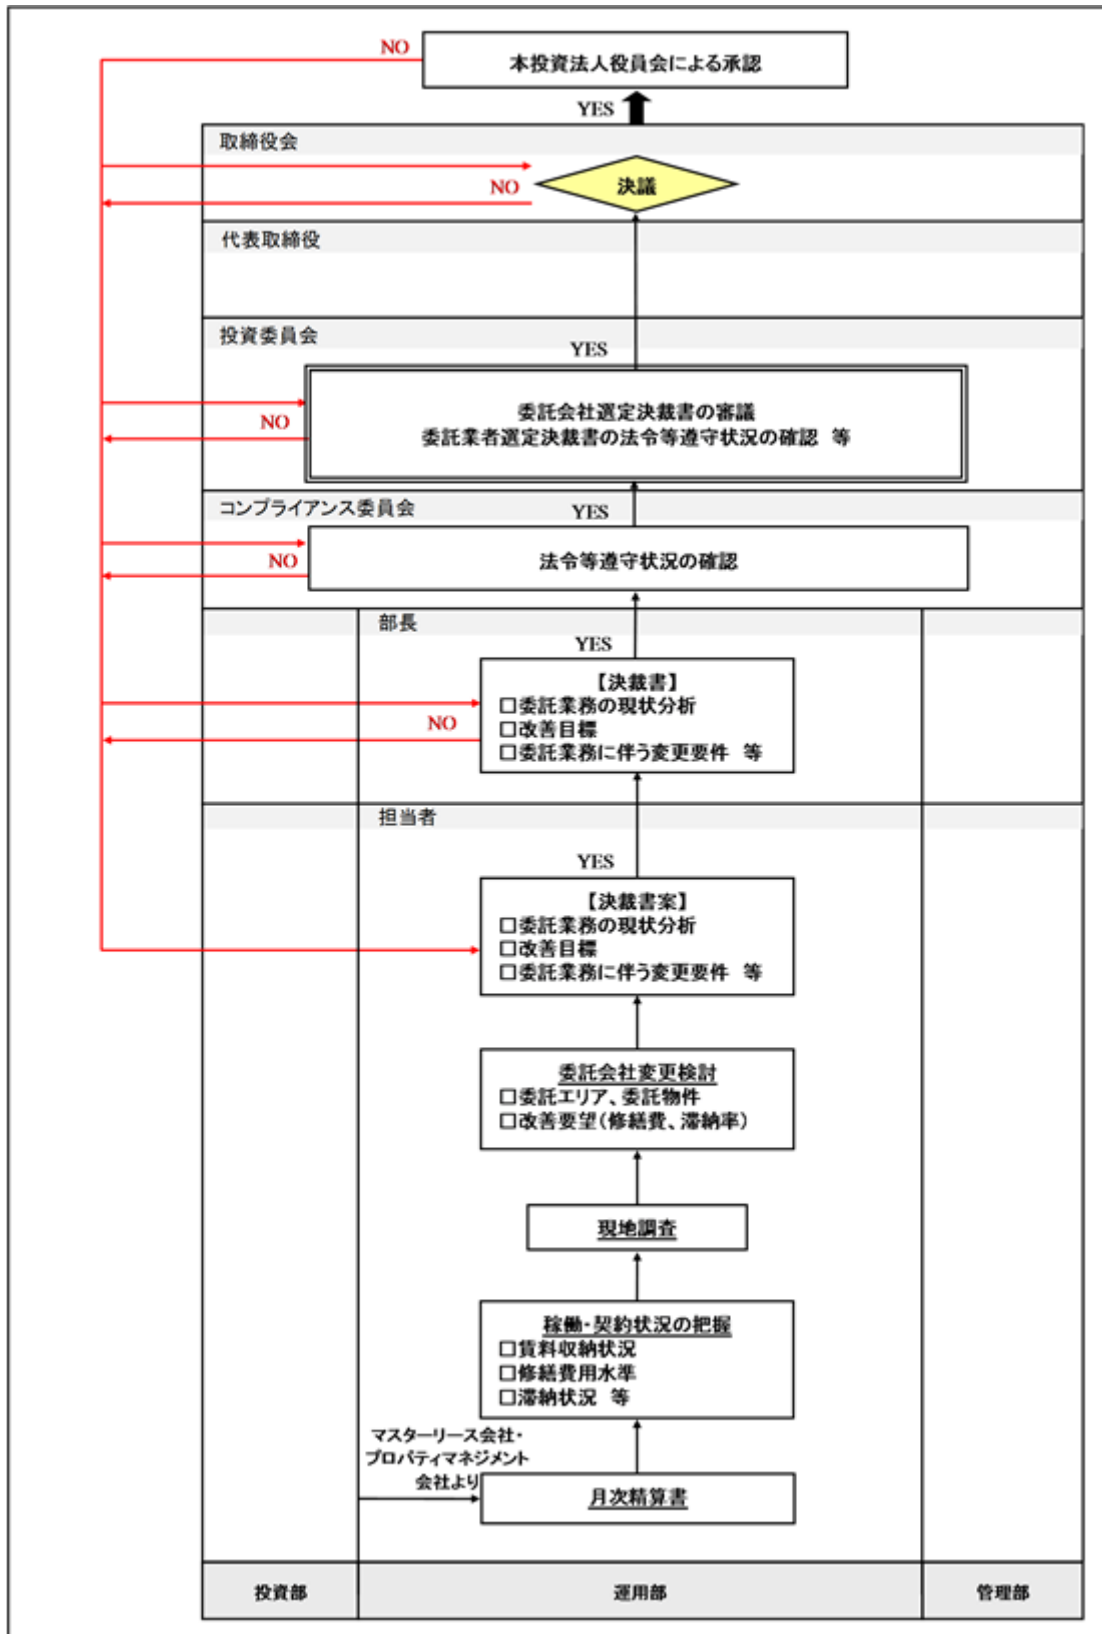 NO
本投資法人役員会による承認
YES
取締役会
NO
決議
代表取締役
投資委員会
YES
委託会社選定決裁書の審議
委託業者選定決裁書の法令等遵守状況の確認　等
NO
コンプライアンス委員会
YES
法令等遵守状況の確認
NO
部長
YES
【決裁書】
□委託業務の現状分析
□改善目標
□委託業務に伴う変更要件　等
NO
担当者
YES
【決裁書案】
□委託業務の現状分析
□改善目標
□委託業務に伴う変更要件　等
委託会社変更検討
□委託エリア、委託物件
□改善要望(修繕費、滞納率)
現地調査
稼働・契約状況の把握
□賃料収納状況
□修繕費用水準
□滞納状況　等
マスターリース会社・
プロパティマネジメント
会社より
月次精算書
投資部
運用部
管理部